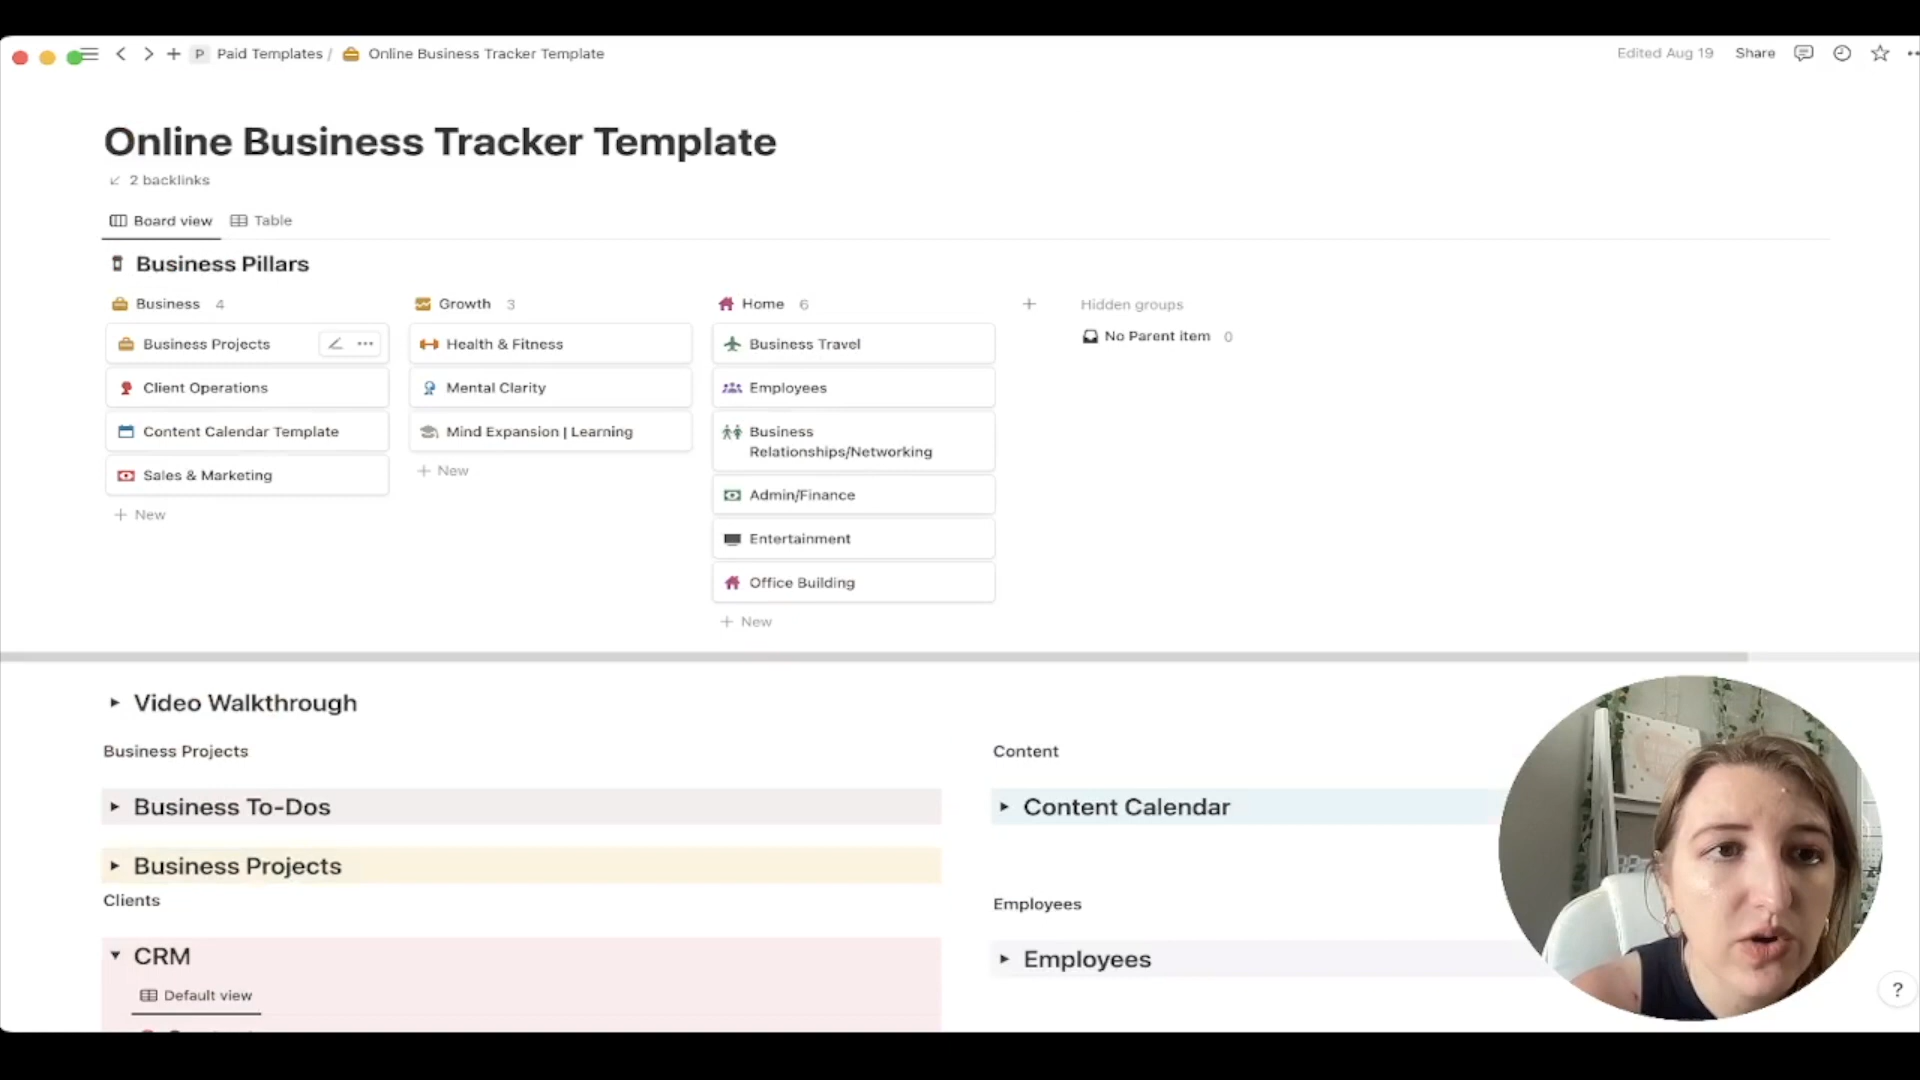 P Paid Templates / Online Business Tracker Template
Edited Aug 19 Share
Online Business Tracker Template
2 backlinks
Board view Table
Business Pillars
Business 4
Business Projects
Client Operations
Content Calendar Template
Sales & Marketing
+ New
Growth 3
Health & Fitness
Mental Clarity
Mind Expansion | Learning
+ New
Home 6
Business Travel
Employees
Business
Relationships/Networking
Admin/Finance
Entertainment
Office Building
+ New
Hidden groups
No Parent item 0
Video Walkthrough
Business Projects
Business To-Dos
Business Projects
Clients
CRM
Default view
Content
Content Calendar
Employees
Employees
?